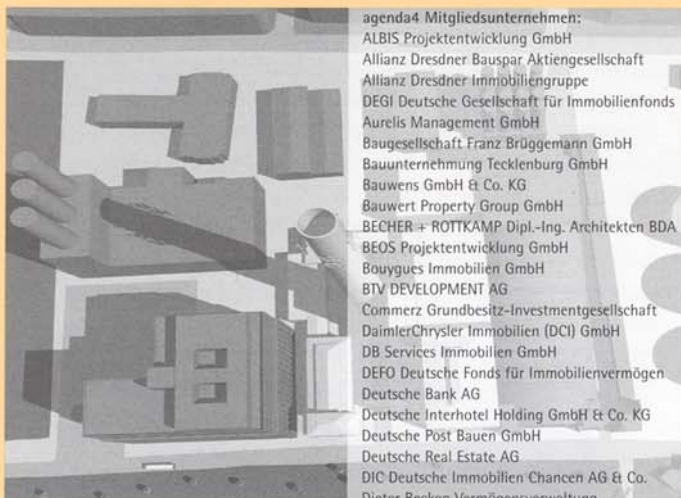 agenda4 Mitgliedsunternehmen:
ALBIS Projektentwicklung GmbH
Allianz Dresdner Bauspar Aktiengesellschaft
Allianz Dresdner Immobiliengruppe
DEGI Deutsche Gesellschaft für Immobilienfonds
Aurelis Management GmbH
Baugesellschaft Franz Brüggemann GmbH
Bauunternehmung Tecklenburg GmbH
Bauwens GmbH & Co. KG
Bauwert Property Group GmbH
BECHER + ROTTKAMP Dipl.-Ing. Architekten BDA
BEOS Projektentwicklung GmbH
Bouygues Immobilien GmbH
BTV DEVELOPMENT AG
Commerz Grundbesitz-Investmentgesellschaft
DaimlerChrysler Immobilien (DCI) GmbH
DB Services Immobilien GmbH
DEFO Deutsche Fonds für Immobilienvermögen
Deutsche Bank AG
Deutsche Interhotel Holding GmbH & Co. KG
Deutsche Post Bauen GmbH
Deutsche Real Estate AG
DIC Deutsche Immobilien Chancen AG & Co.
Dieter Becken Vermögensverwaltung